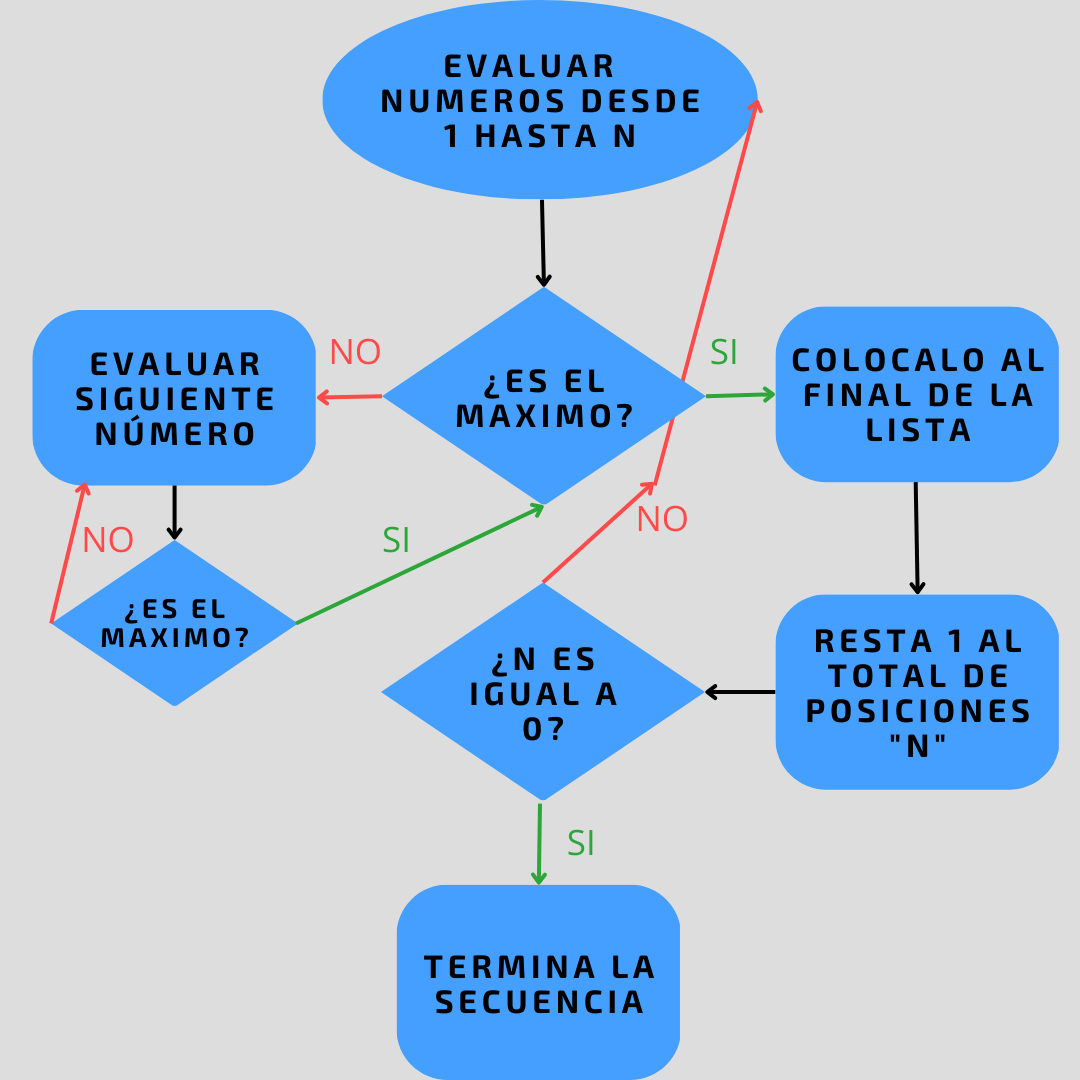 EVALUAR
NUMEROS DESDE
1 HASTA N
NO
SI
EVALUAR
SIGUIENTE
NÚMERO
¿ES EL
MAXIMO?
COLOCALO AL
FINAL DE LA
LISTA
NO
SI
NO
¿ES EL
MAXIMO?
¿N ES
IGUAL A
0?
RESTA 1 AL
TOTAL DE
POSICIONES
"N"
SI
TERMINA LA
SECUENCIA